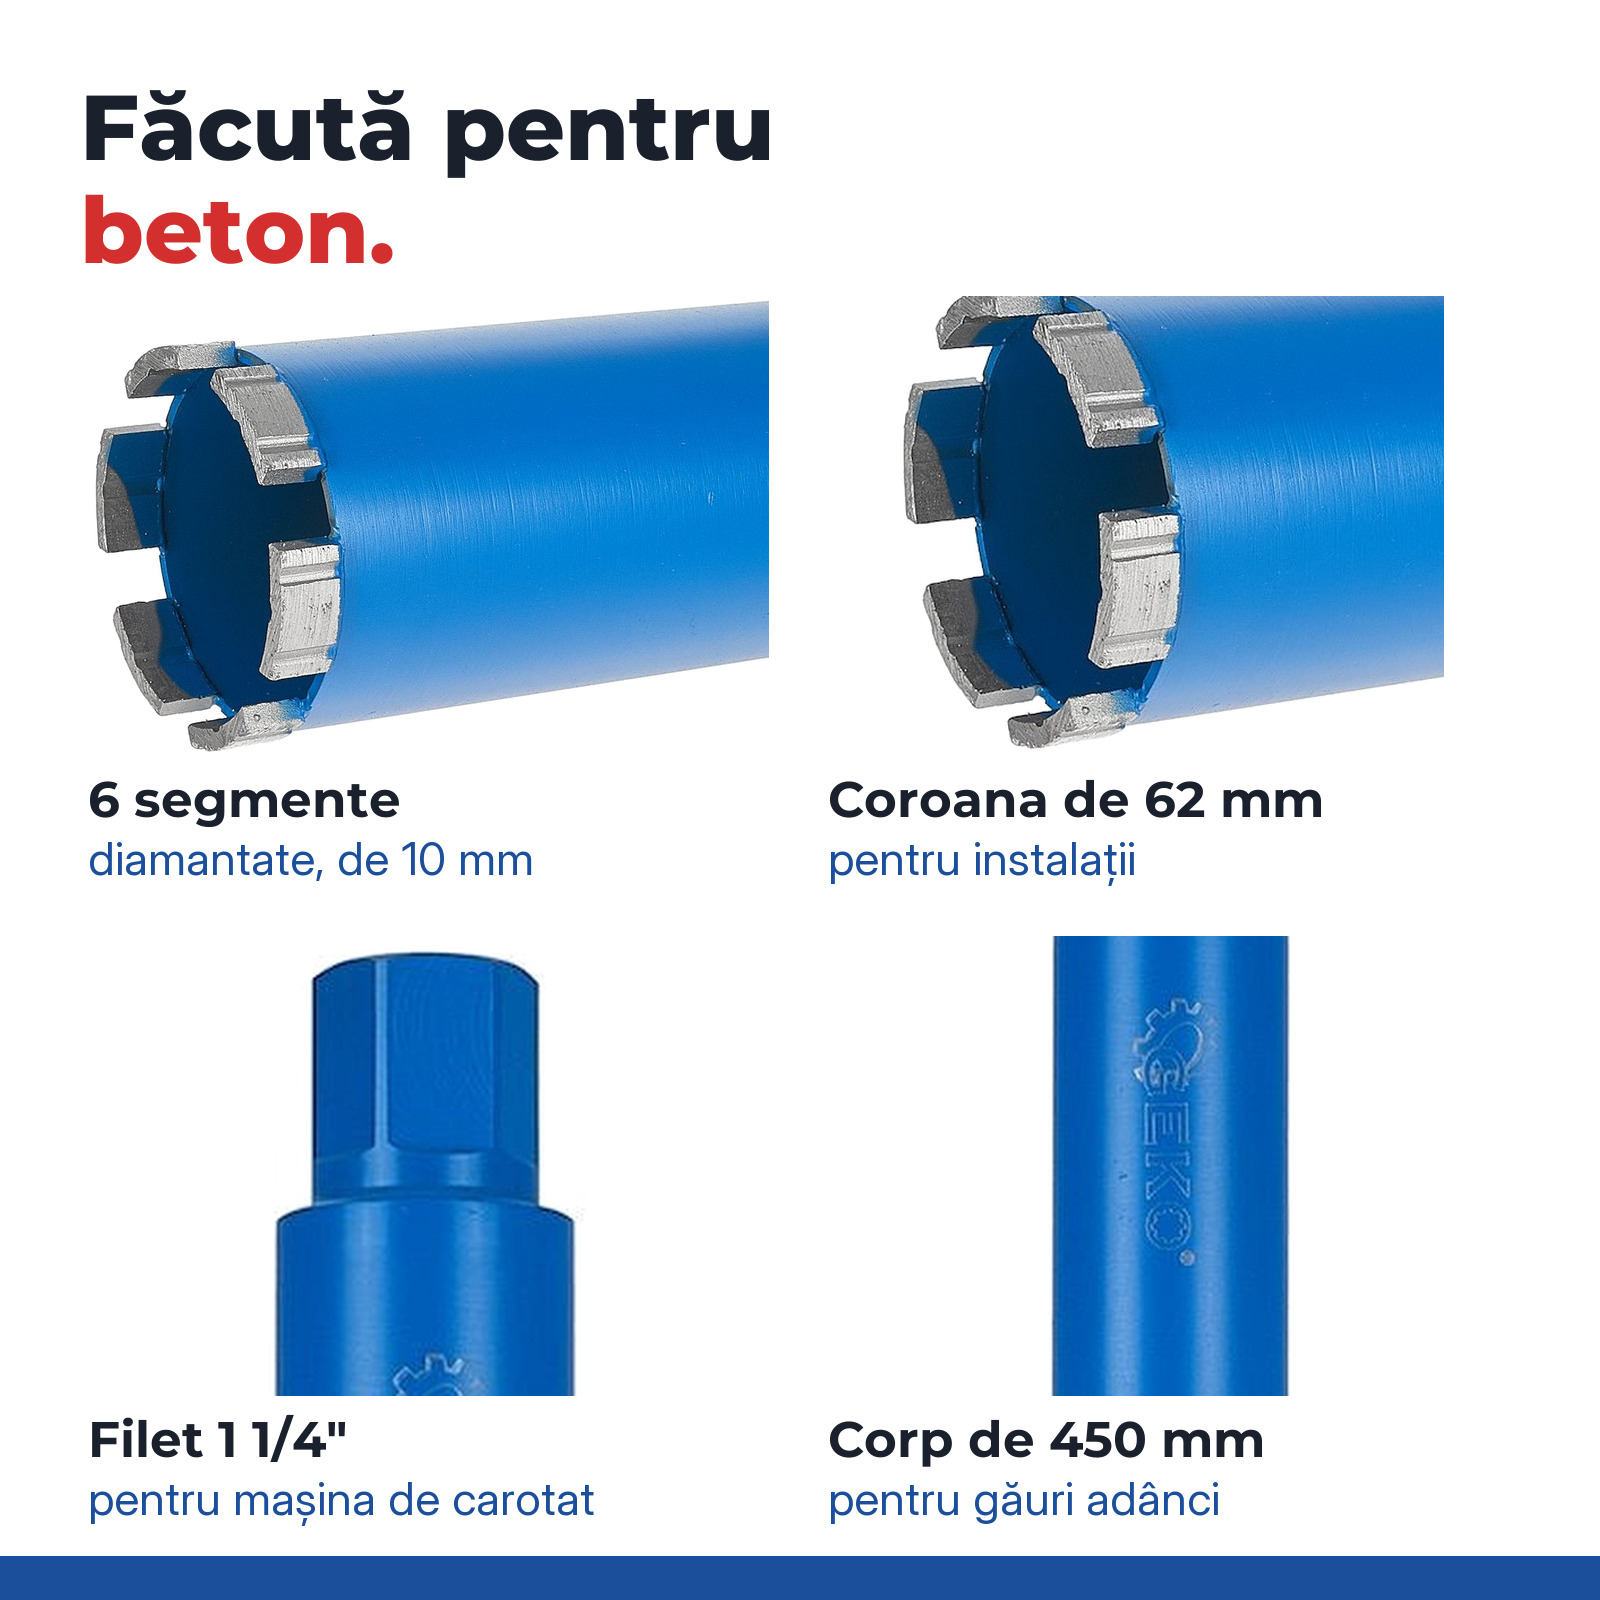 Făcută pentru
beton.
6 segmente
diamantate, de 10 mm
Coroana de 62 mm
pentru instalații
GEKO
Filet 1 1/4"
pentru mașina de carotat
Corp de 450 mm
pentru găuri adânci